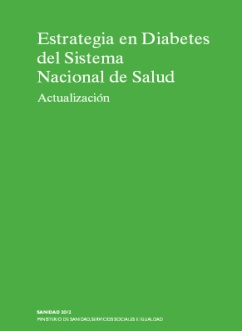 Estrategia en Diabetes
del Sistema
Nacional de Salud
Actualización
SANIDAD 2012
MINISTERIO DE SANIDAD, SERVICIOS SOCIALES E IGUALDAD